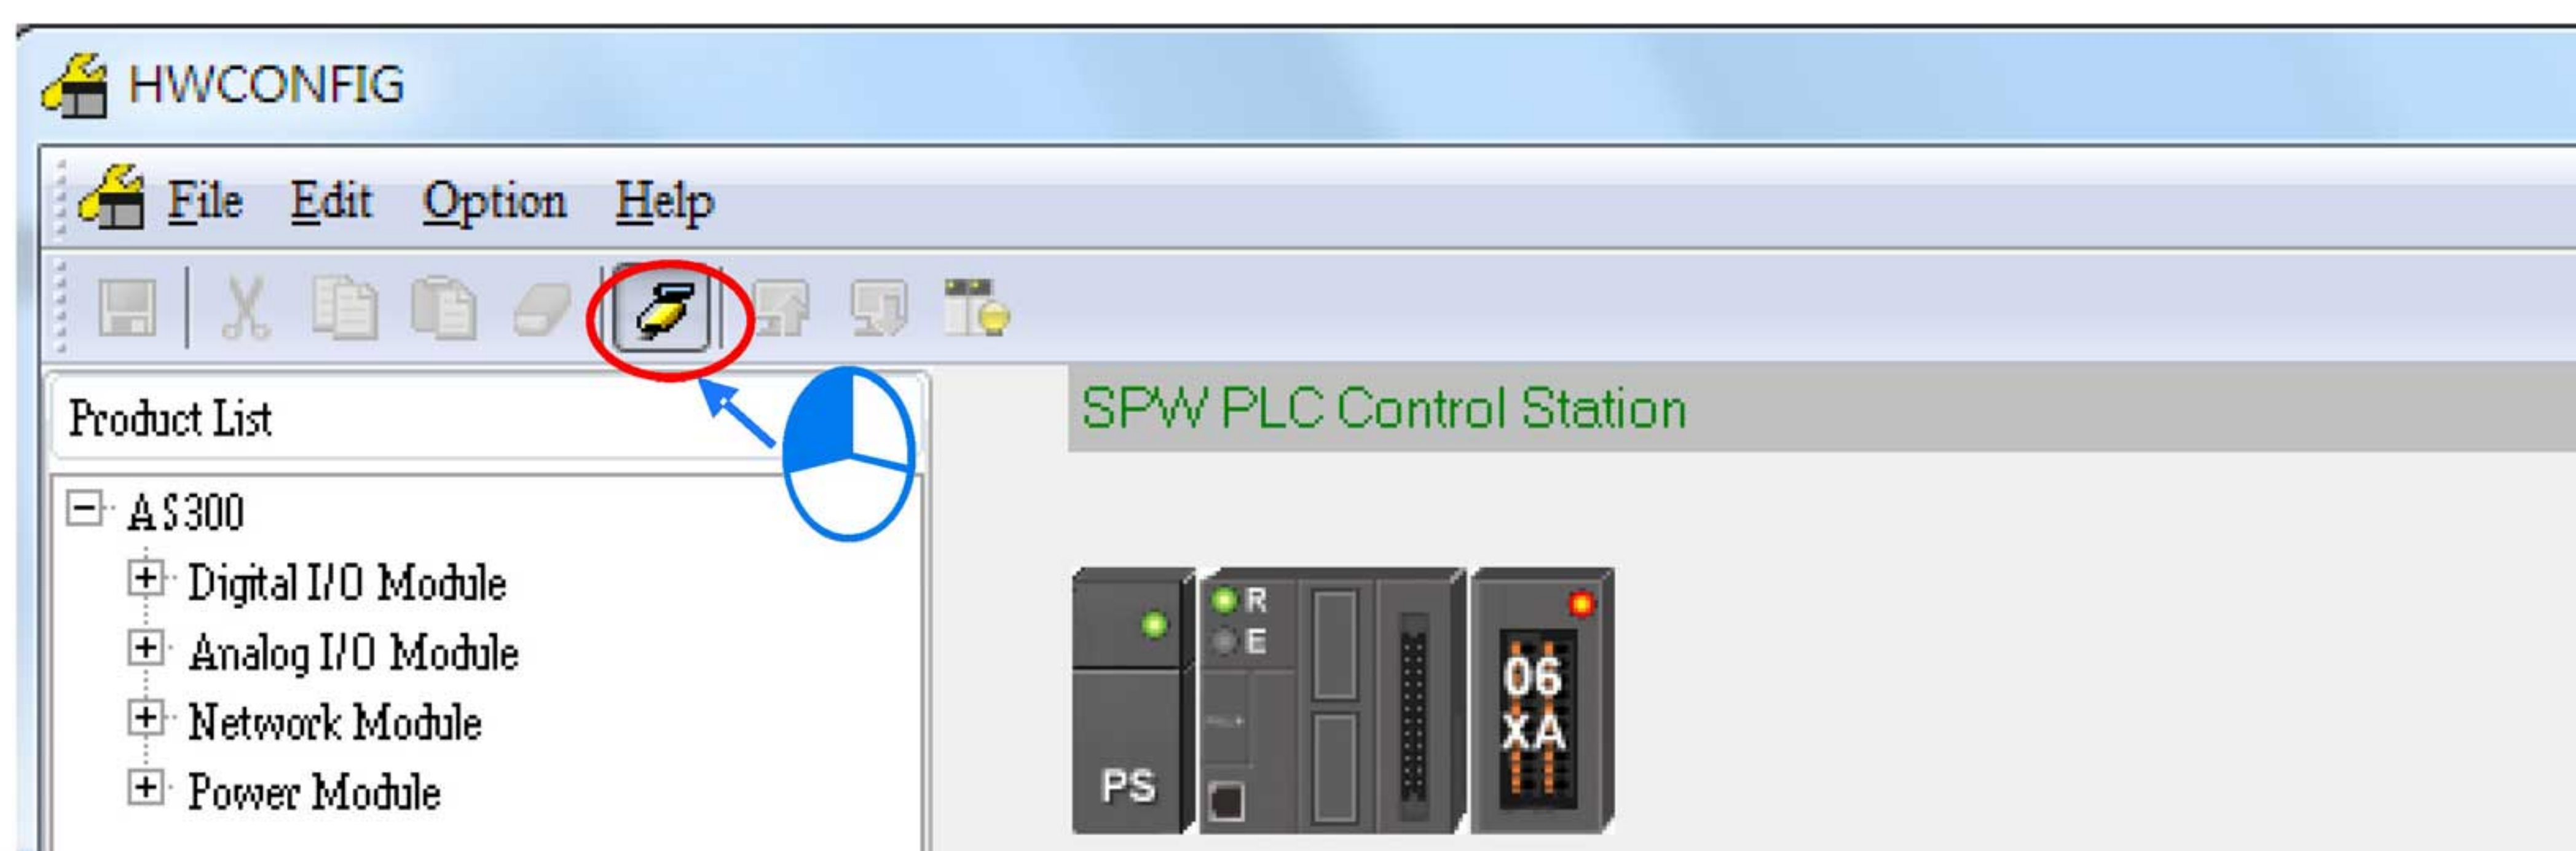 HWCONFIG
File Edit Option Help
Product List
SPW PLC Control Station
AS300
Digital I/O Module
Analog I/O Module
Network Module
Power Module
R
E
PS
06
XA